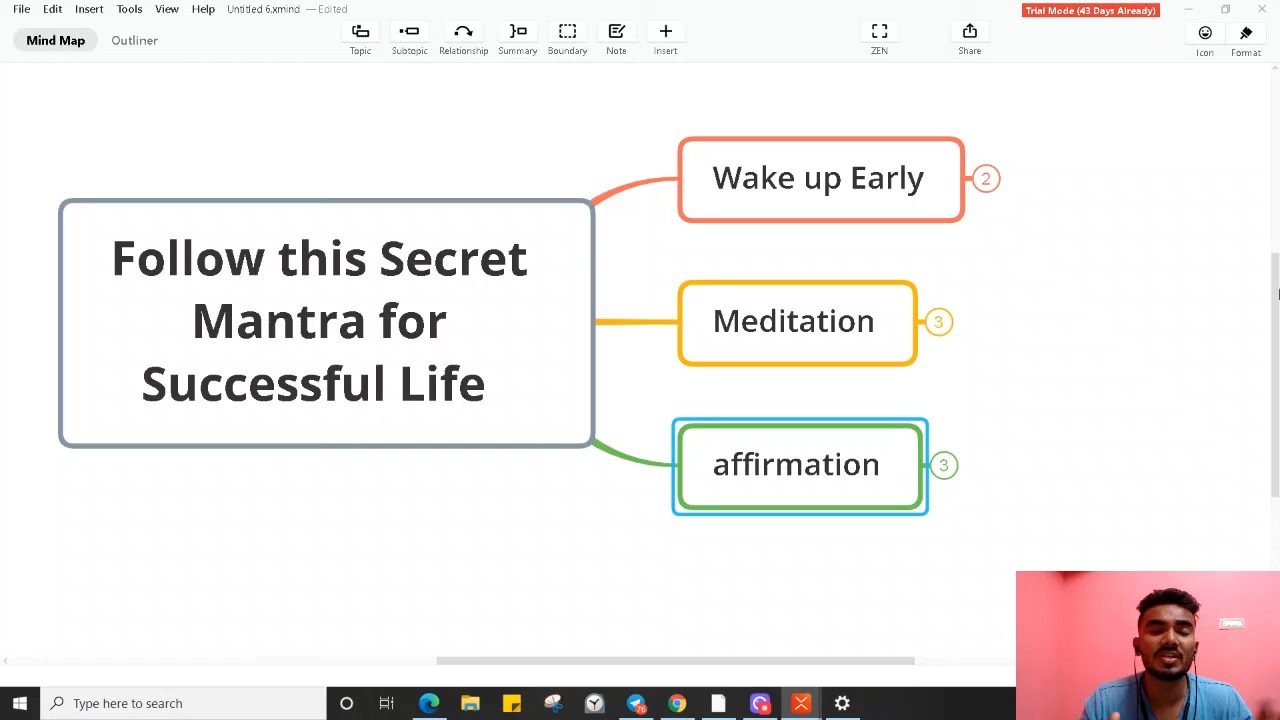 File Edit Insert Tools View Help Untitled 6.xmind — Edited
Trial Mode (43 Days Already)
Mind Map Outliner
Topic Subtopic Relationship Summary Boundary Note Insert ZEN Share Icon Format
Wake up Early 2
Follow this Secret
Mantra for
Successful Life
Meditation 3
affirmation 3
Type here to search